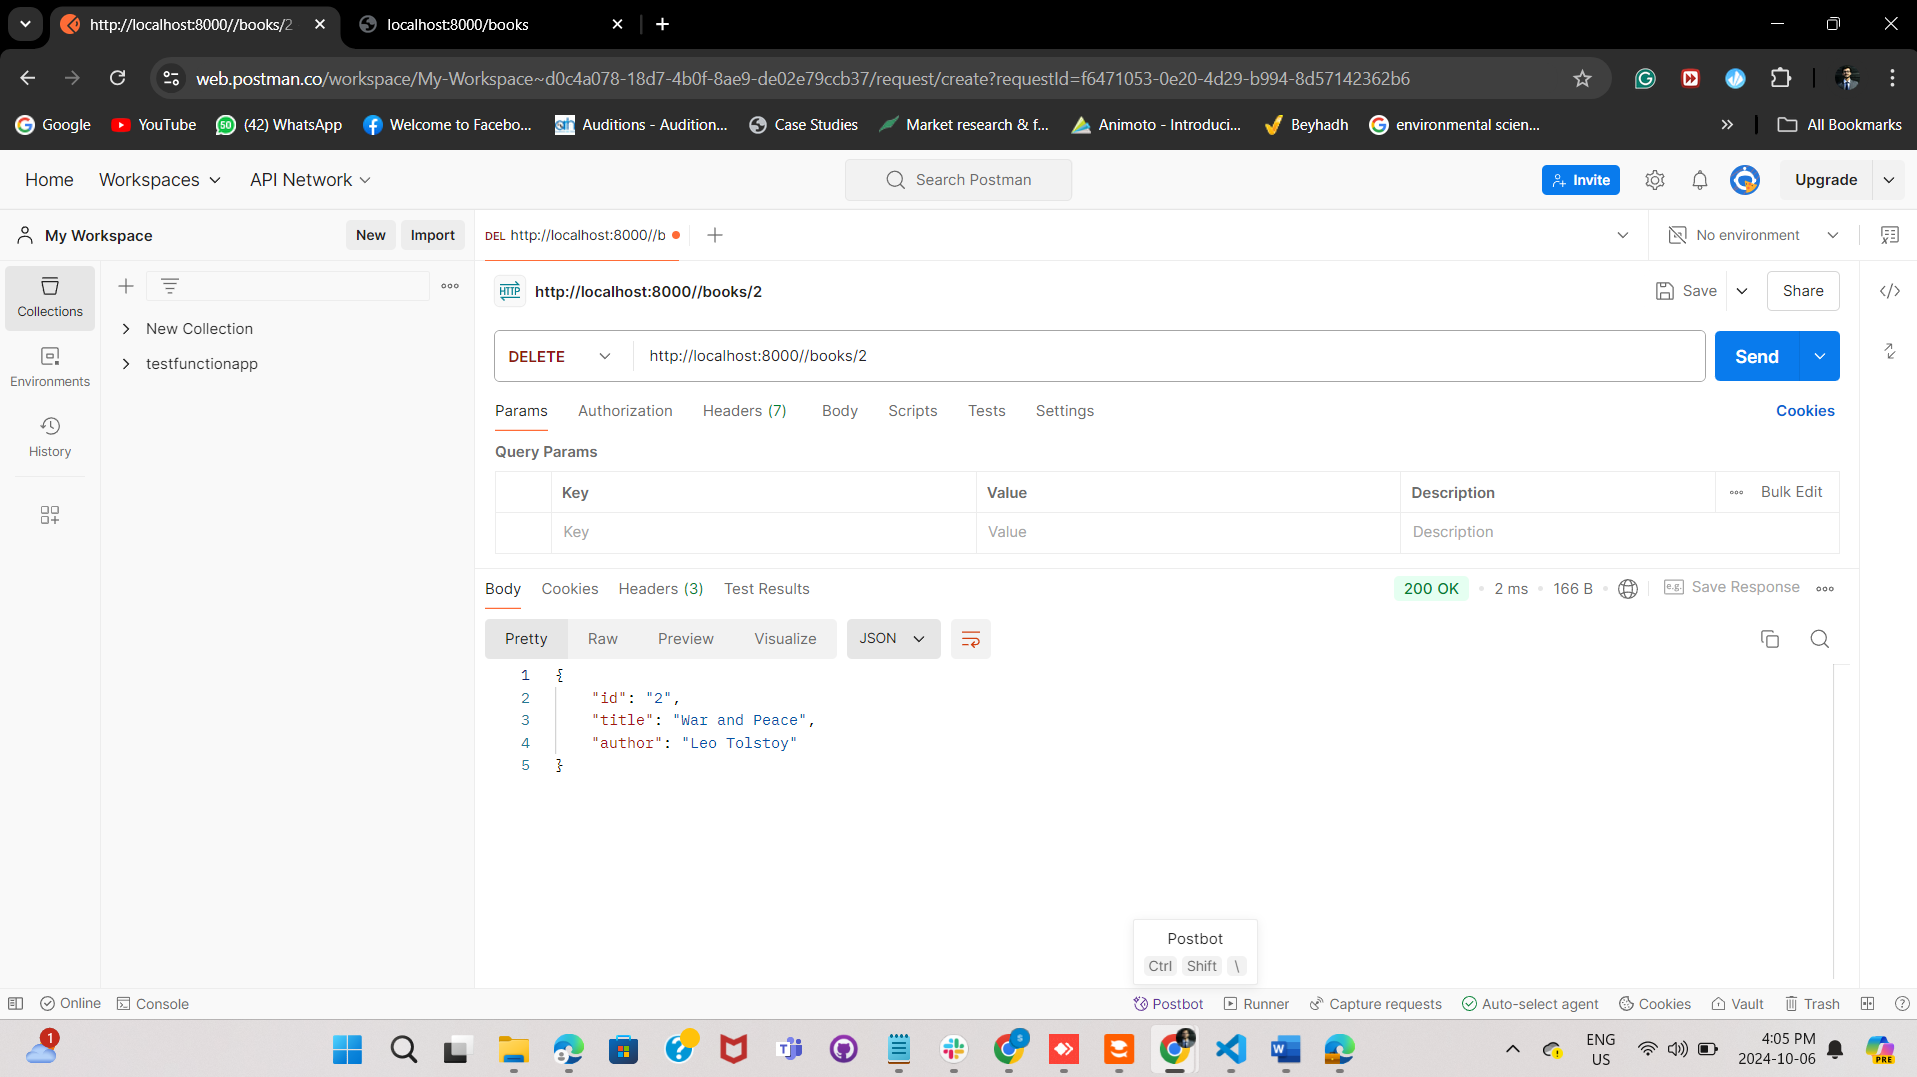 http://localhost:8000//books/2
localhost:8000/books
web.postman.co/workspace/My-Workspace~d0c4a078-18d7-4b0f-8ae9-de02e79ccb37/request/create?requestId=f6471053-0e20-4d29-b994-8d57142362b6
Google YouTube 50 (42) WhatsApp Welcome to Facebo... Auditions - Audition... Case Studies Market research & f... Animoto - Introduci... Beyhadh environmental scien... » All Bookmarks
Home Workspaces API Network Search Postman Invite Upgrade
My Workspace New Import DEL http://localhost:8000//b No environment
HTTP http://localhost:8000//books/2 Save Share
Collections
New Collection
testfunctionapp
Environments
History
DELETE http://localhost:8000//books/2 Send
Params Authorization Headers (7) Body Scripts Tests Settings Cookies
Query Params
Key Value Description Bulk Edit
Key Value Description
Body Cookies Headers (3) Test Results 200 OK 2 ms 166 B e.g. Save Response
Pretty Raw Preview Visualize JSON
1 {
2 "id": "2",
3 "title": "War and Peace",
4 "author": "Leo Tolstoy"
5 }
Postbot
Ctrl Shift \
Online Console Postbot Runner Capture requests Auto-select agent Cookies Vault Trash
1
ENG
US
4:05 PM
2024-10-06
PRE